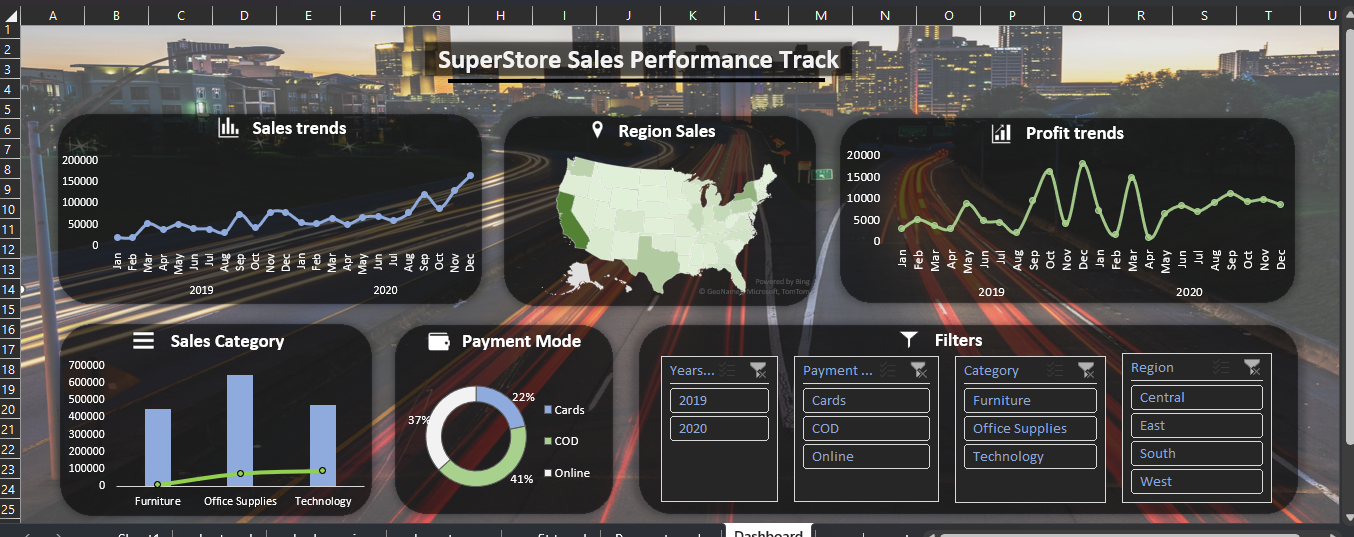 A B C D E F G H I J K L M N O P Q R S T U
1
2
3
4
5
6
7
8
9
10
11
12
13
14
15
16
17
18
19
20
21
22
23
24
25
SuperStore Sales Performance Track
Sales trends
200000
150000
100000
50000
0
Jan Feb Mar Apr May Jun Jul Aug Sep Oct Nov Dec Jan Feb Mar Apr May Jun Jul Aug Sep Oct Nov Dec
2019 2020
Region Sales
Powered by Bing
© GeoNames, Microsoft, TomTom
Profit trends
20000
15000
10000
5000
0
Jan Feb Mar Apr May Jun Jul Aug Sep Oct Nov Dec Jan Feb Mar Apr May Jun Jul Aug Sep Oct Nov Dec
2019 2020
Sales Category
700000
600000
500000
400000
300000
200000
100000
0
Furniture Office Supplies Technology
Payment Mode
22%
37%
41%
Cards
COD
Online
Filters
Years...
2019
2020
Payment ...
Cards
COD
Online
Category
Furniture
Office Supplies
Technology
Region
Central
East
South
West
Dashboard